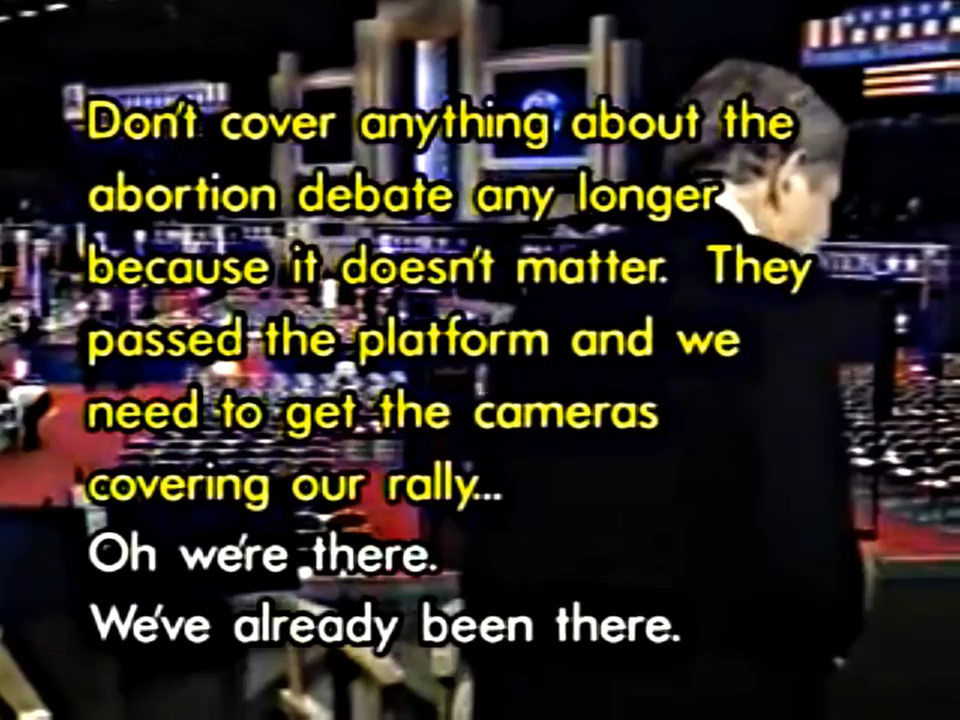 Don't cover anything about the
abortion debate any longer
because it doesn't matter.  They
passed the platform and we
need to get the cameras
covering our rally...
Oh we're there.
We've already been there.